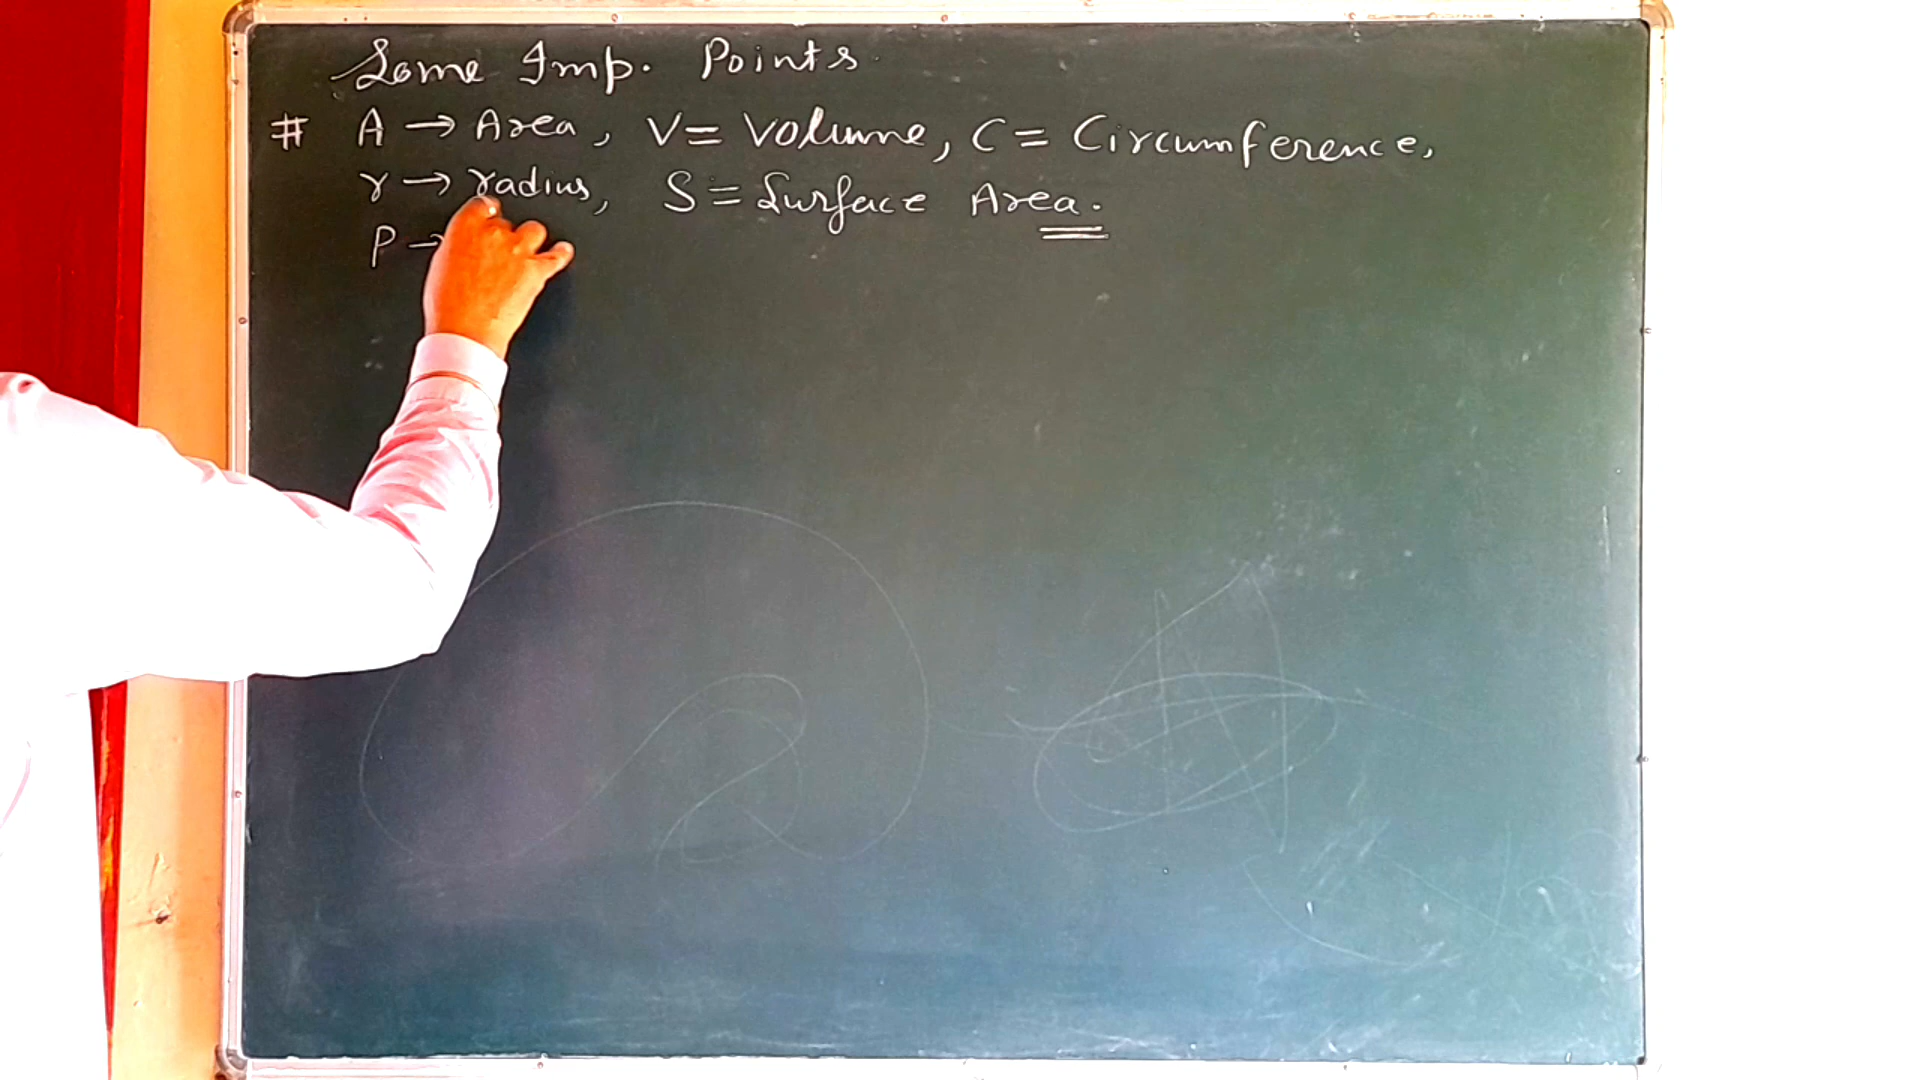 Some Imp. Points
# A → Area, V = Volume, C = Circumference,
r → radius, S = Surface Area.
P →